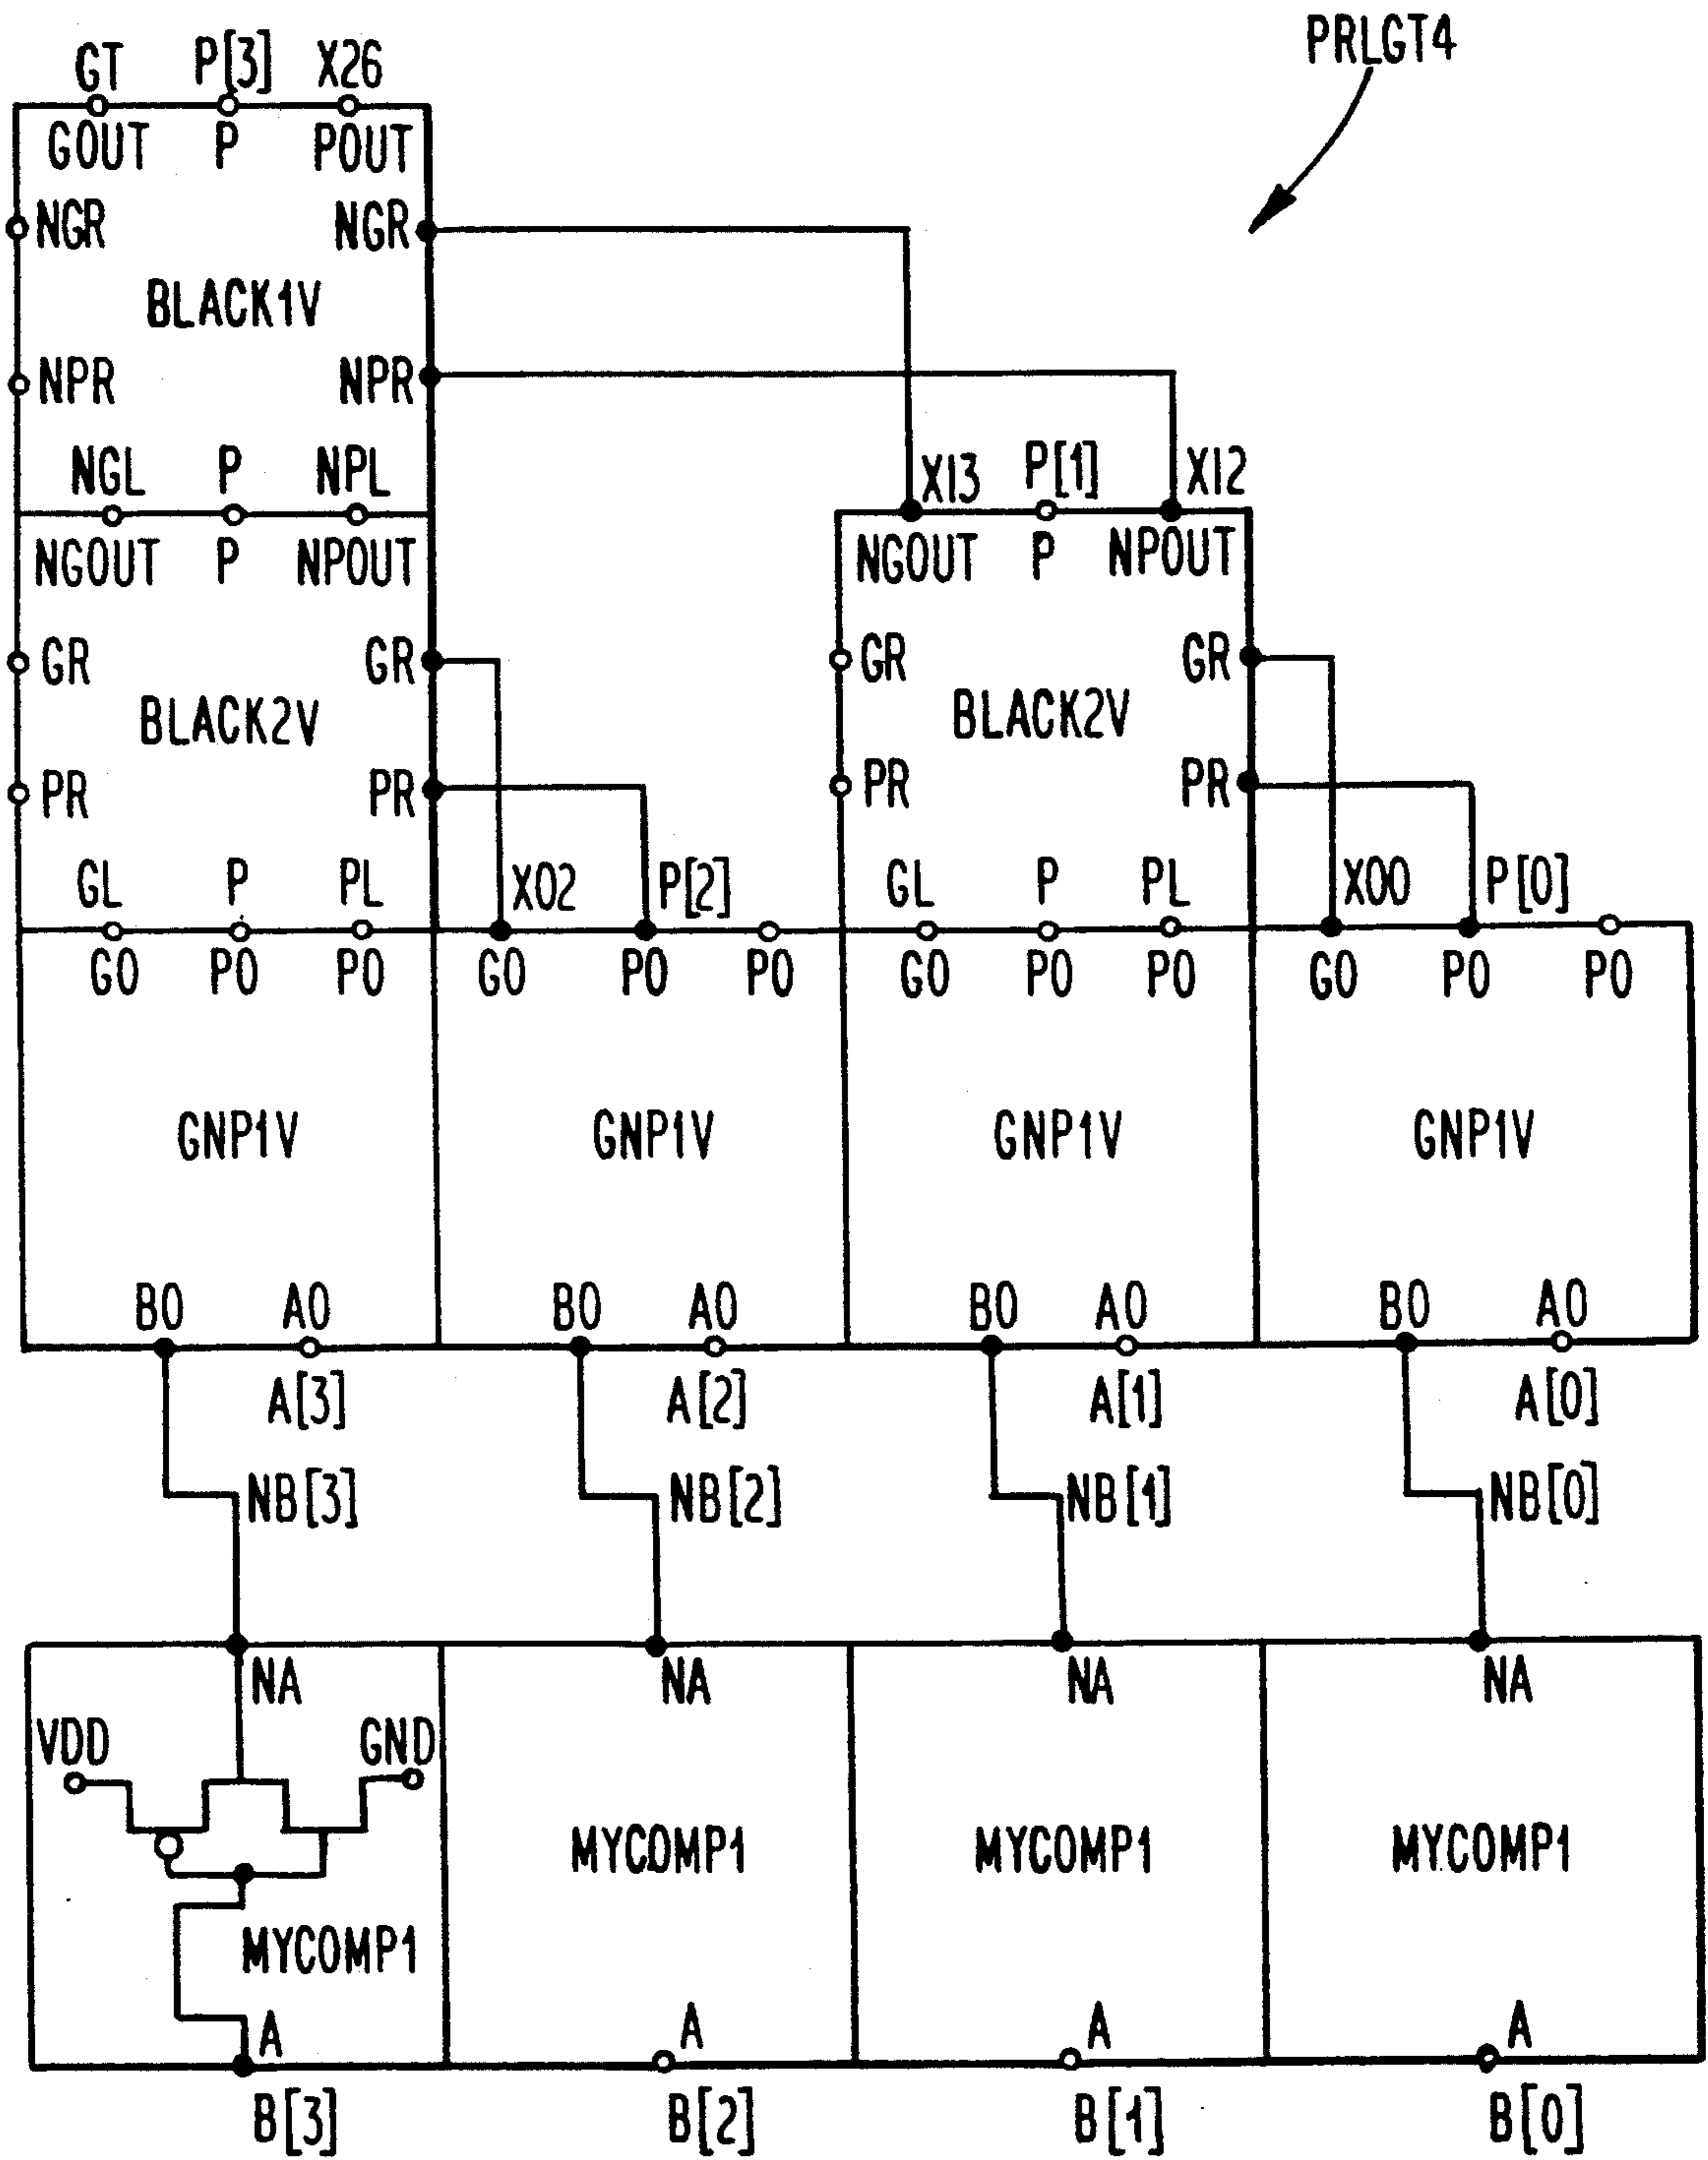 PRLGT4
GT P[3] X26
GOUT P POUT
NGR NGR
BLACK1V
NPR NPR
NGL P NPL
X13 P[1] X12
NGOUT P NPOUT
NGOUT P NPOUT
GR GR
GR GR
BLACK2V
BLACK2V
PR PR
PR PR
GL P PL X02 P[2] GL P PL X00 P[0]
GO PO PO GO PO PO GO PO PO GO PO PO
GNP1V GNP1V GNP1V GNP1V
BO AO BO AO BO AO BO AO
A[3] A[2] A[1] A[0]
NB[3] NB[2] NB[1] NB[0]
NA NA NA NA
VDD GND
MYCOMP1 MYCOMP1 MYCOMP1
MYCOMP1
A A A A
B[3] B[2] B[1] B[0]